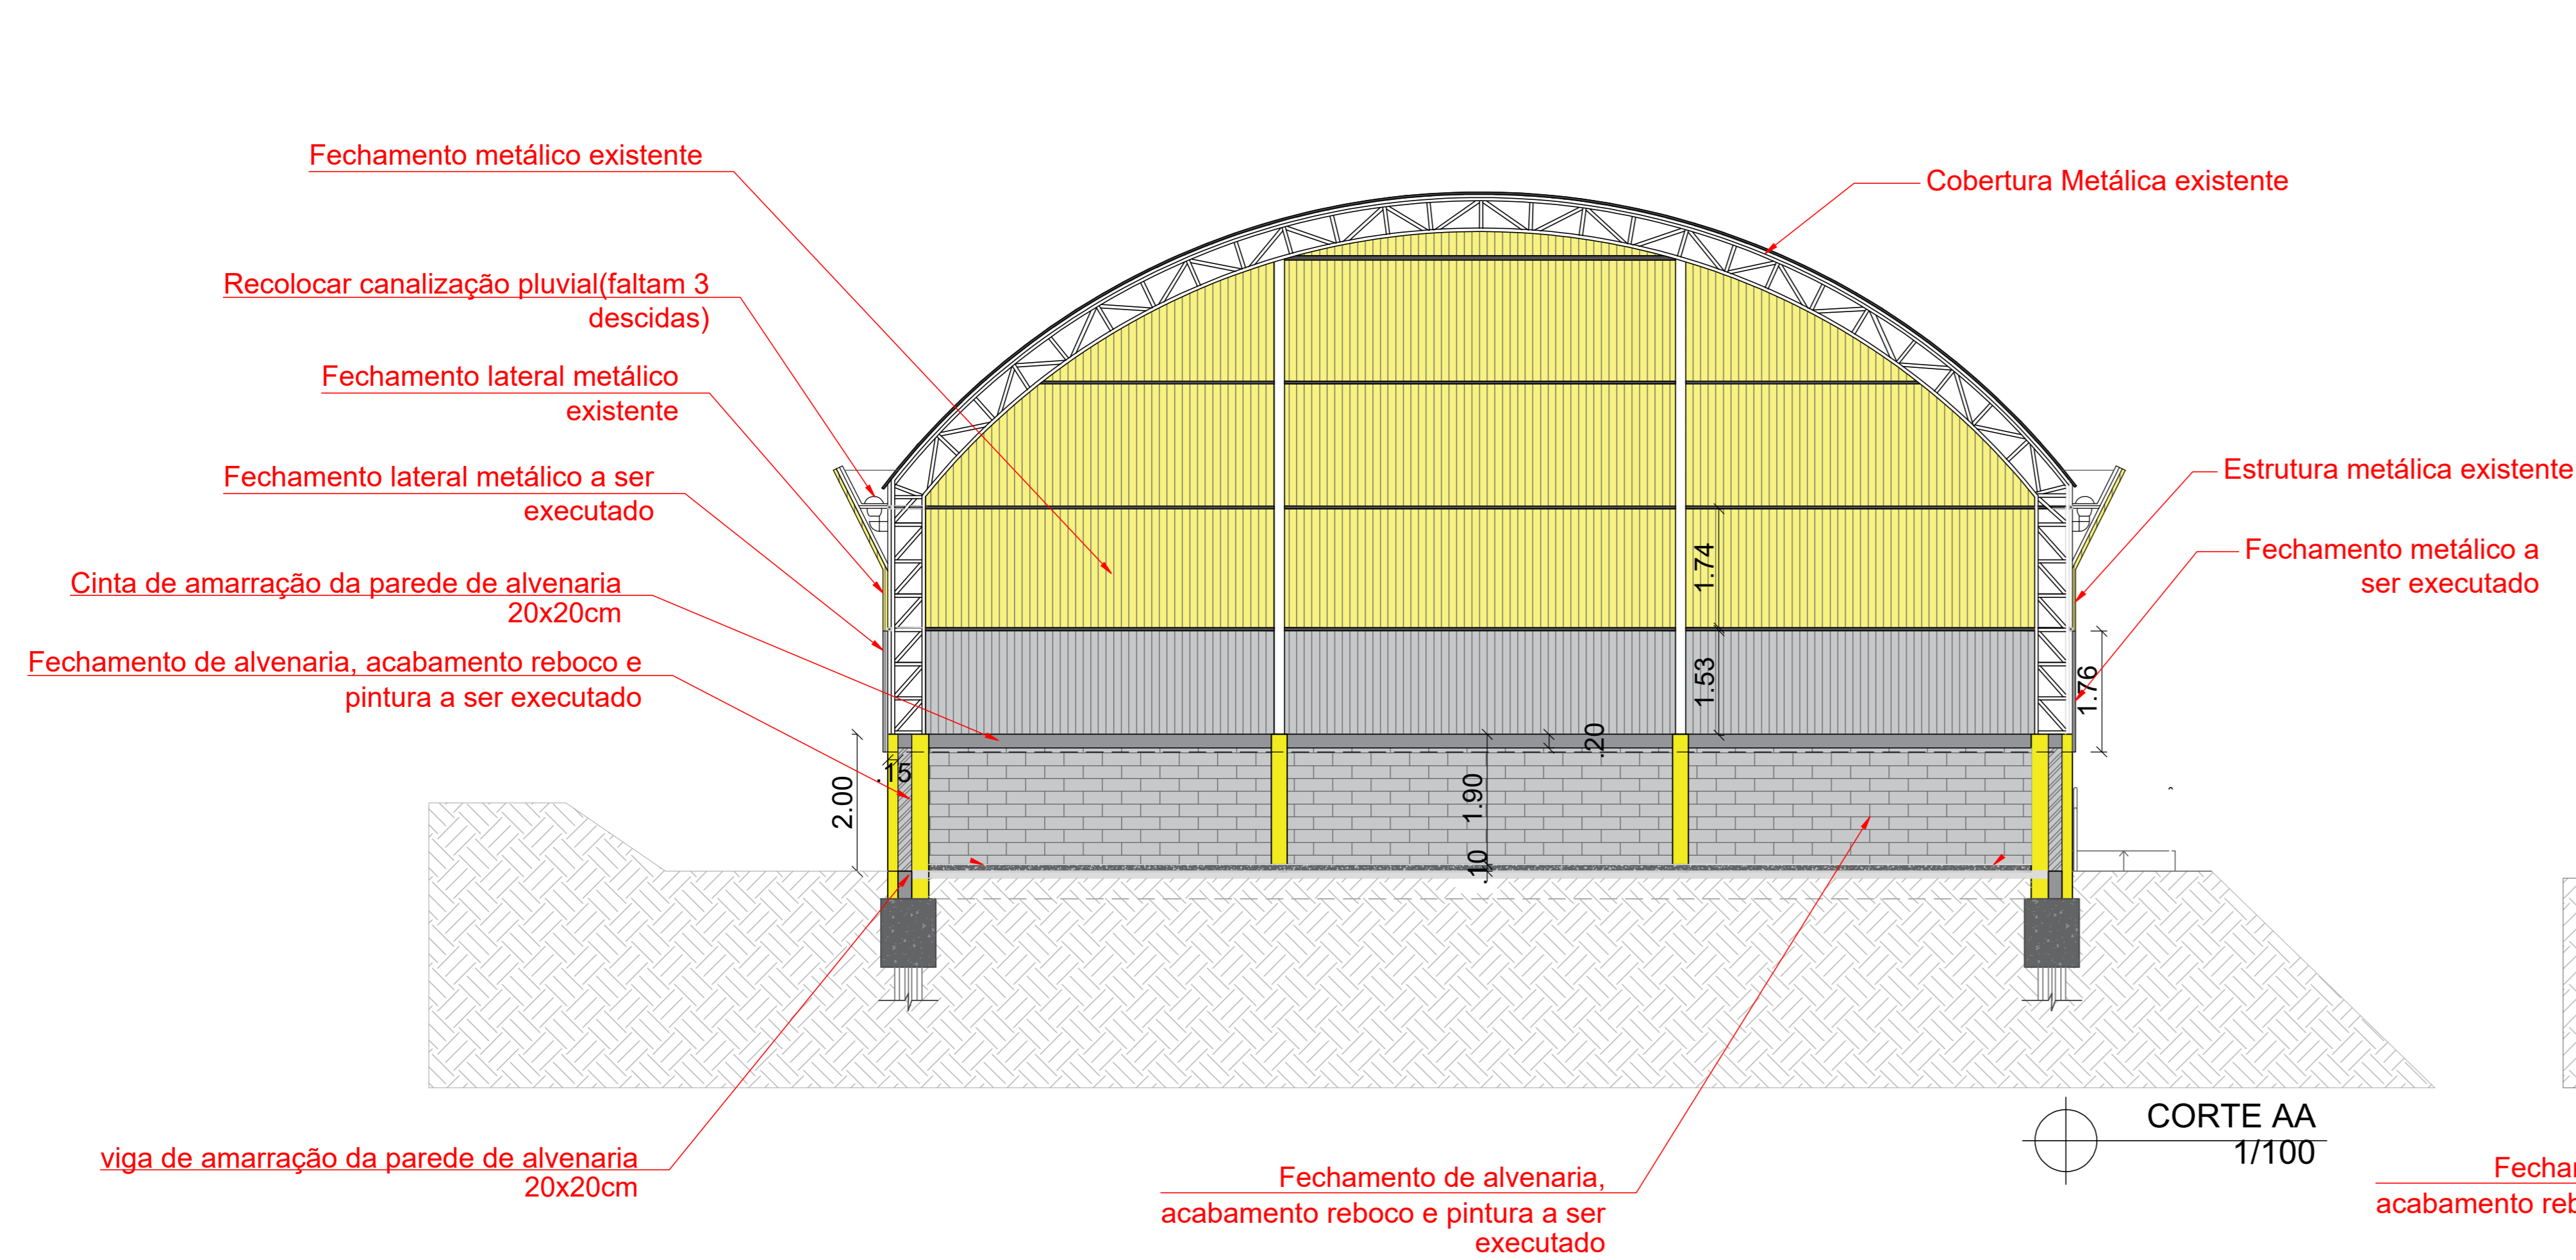 Fechamento metálico existente
Cobertura Metálica existente
Recolocar canalização pluvial(faltam 3
descidas)
Fechamento lateral metálico
existente
Fechamento lateral metálico a ser
executado
Estrutura metálica existente
Fechamento metálico a
ser executado
Cinta de amarração da parede de alvenaria
20x20cm
Fechamento de alvenaria, acabamento reboco e
pintura a ser executado
1.74
1.53
1.76
.20
.15
2.00
1.90
.10
CORTE AA
1/100
viga de amarração da parede de alvenaria
20x20cm
Fechamento de alvenaria,
acabamento reboco e pintura a ser
executado